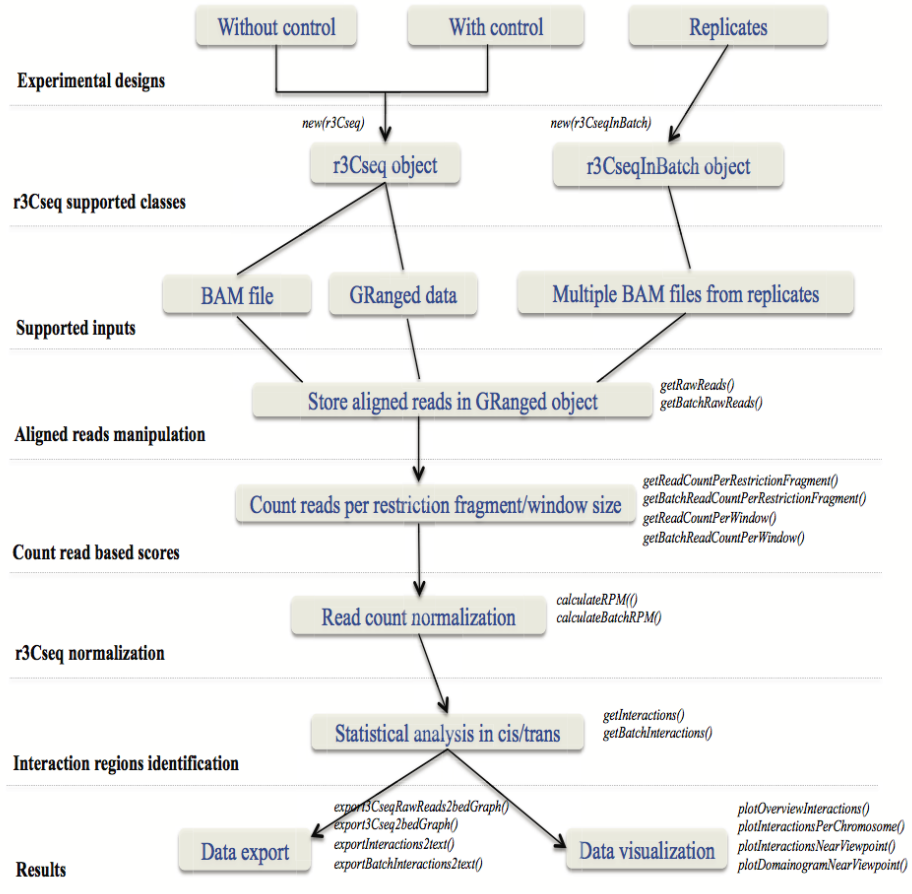 Without control
With control
Replicates
Experimental designs
new(r3Cseq)
new(r3CseqInBatch)
r3Cseq object
r3CseqInBatch object
r3Cseq supported classes
BAM file
GRanged data
Multiple BAM files from replicates
Supported inputs
Store aligned reads in GRanged object
getRawReads()
getBatchRawReads()
Aligned reads manipulation
Count reads per restriction fragment/window size
getReadCountPerRestrictionFragment()
getBatchReadCountPerRestrictionFragment()
getReadCountPerWindow()
getBatchReadCountPerWindow()
Count read based scores
Read count normalization
calculateRPM(()
calculateBatchRPM()
r3Cseq normalization
Statistical analysis in cis/trans
getInteractions()
getBatchInteractions()
Interaction regions identification
Data export
export3CseqRawReads2bedGraph()
export3Cseq2bedGraph()
exportInteractions2text()
exportBatchInteractions2text()
Data visualization
plotOverviewInteractions()
plotInteractionsPerChromosome()
plotInteractionsNearViewpoint()
plotDomainogramNearViewpoint()
Results